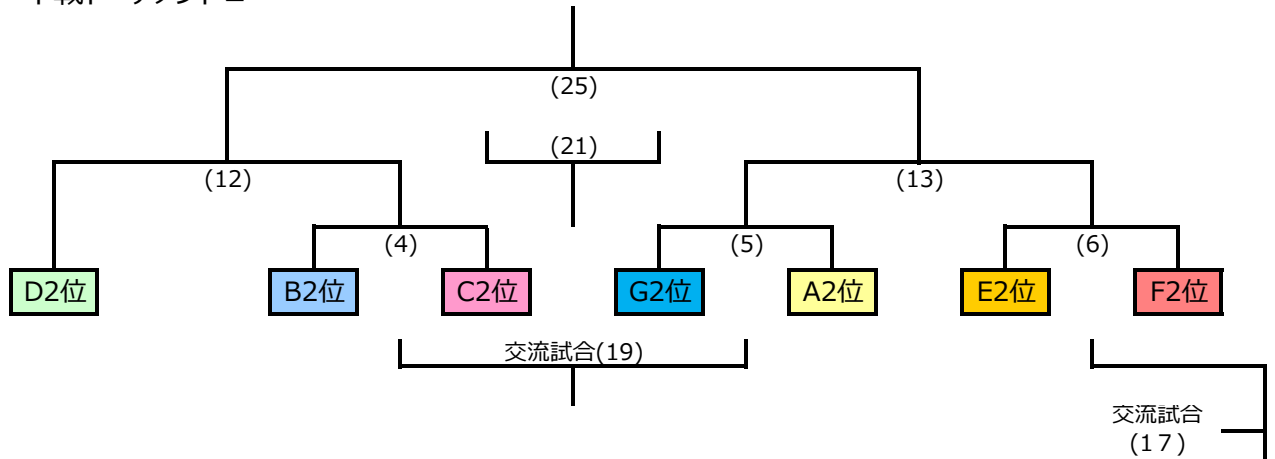 (25)
(21)
(12)
(13)
(4)
(5)
(6)
D2位
B2位
C2位
G2位
A2位
E2位
F2位
交流試合(19)
交流試合
(１７)